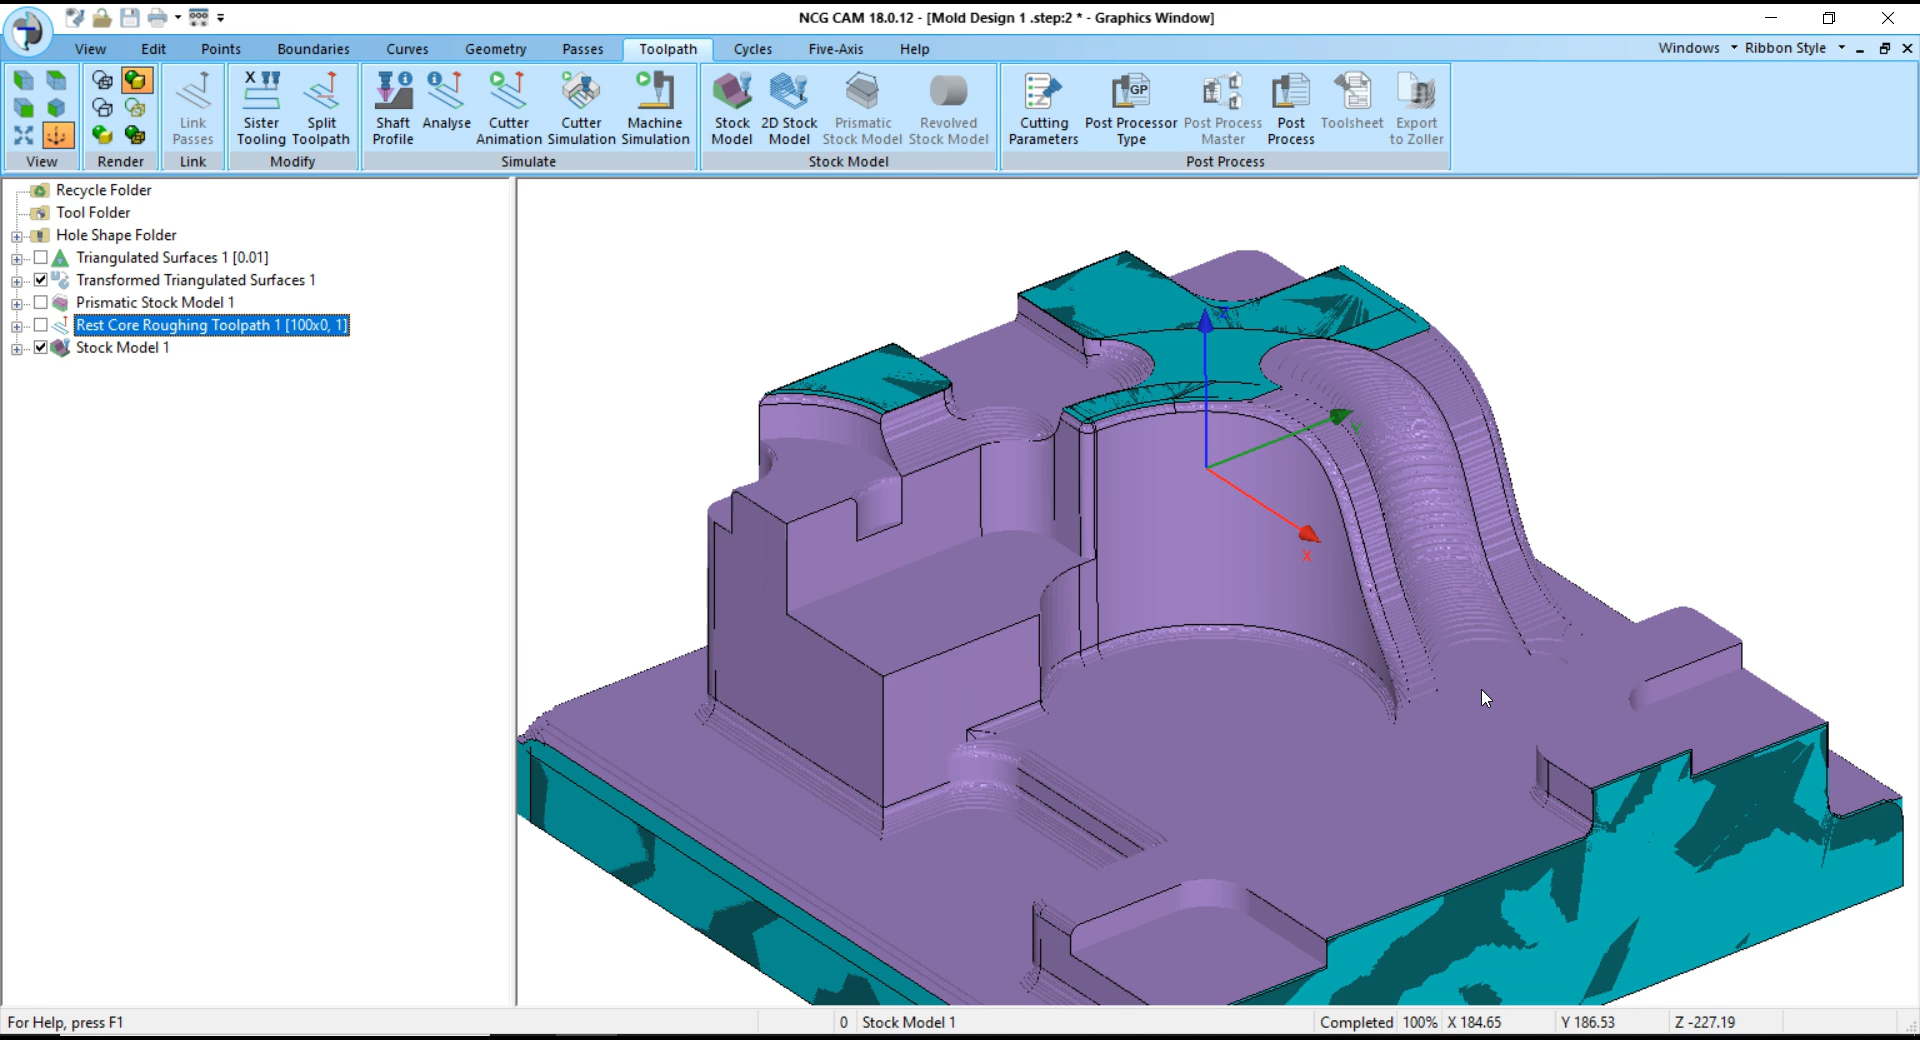 NCG CAM 18.0.12 - [Mold Design 1 .step:2 * - Graphics Window]
View Edit Points Boundaries Curves Geometry Passes Toolpath Cycles Five-Axis Help Windows Ribbon Style
Link Passes
X
Sister Tooling
Split Toolpath
Shaft Profile
Analyse
Cutter Animation
Cutter Simulation
Machine Simulation
Stock Model
2D Stock Model
Prismatic Stock Model
Revolved Stock Model
Cutting Parameters
GP
Post Processor Type
Post Process Master
Post Process
Toolsheet
Export to Zoller
View Render Link Modify Simulate Stock Model Post Process
Recycle Folder
Tool Folder
Hole Shape Folder
Triangulated Surfaces 1 [0.01]
Transformed Triangulated Surfaces 1
Prismatic Stock Model 1
Rest Core Roughing Toolpath 1 [100x0, 1]
Stock Model 1
Z
Y
X
For Help, press F1 0 Stock Model 1 Completed 100% X 184.65 Y 186.53 Z -227.19